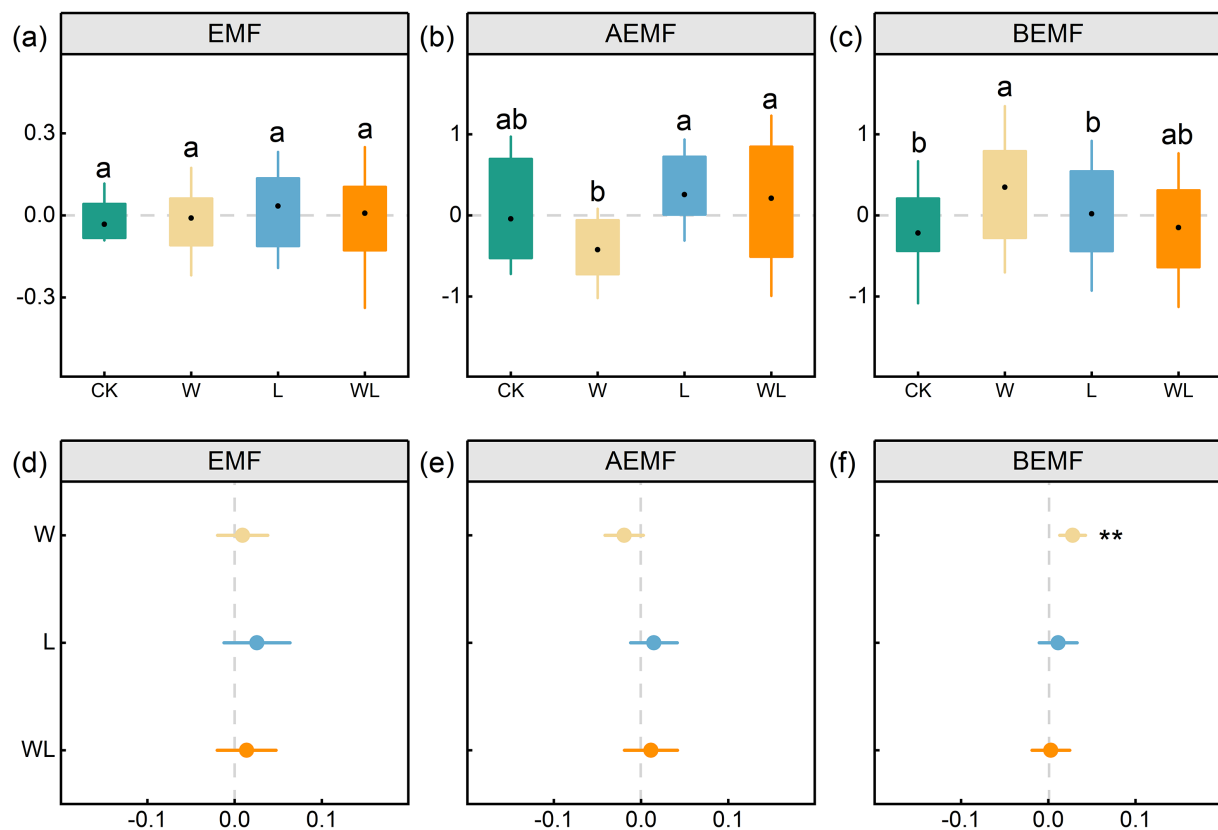 (a) EMF (b) AEMF (c) BEMF
a a a a
ab b a a
b a b ab
0.3
0.0
-0.3
1
0
-1
1
0
-1
CK W L WL
CK W L WL
CK W L WL
(d) EMF (e) AEMF (f) BEMF
W
L
WL
**
-0.1 0.0 0.1
-0.1 0.0 0.1
-0.1 0.0 0.1